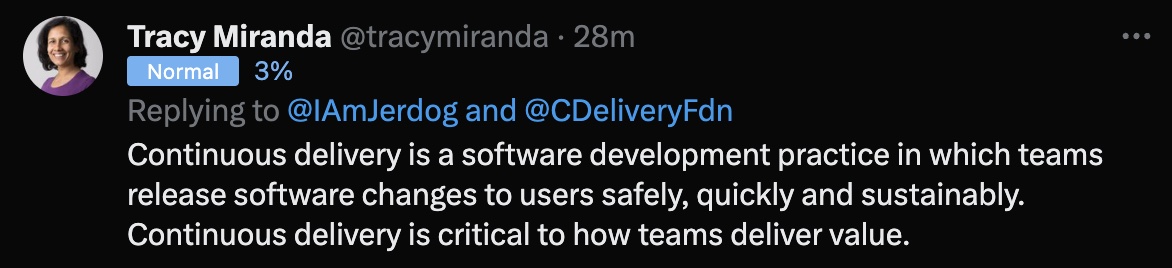 Tracy Miranda @tracymiranda · 28m
Normal 3%
Replying to @IAmJerdog and @CDeliveryFdn
Continuous delivery is a software development practice in which teams
release software changes to users safely, quickly and sustainably.
Continuous delivery is critical to how teams deliver value.